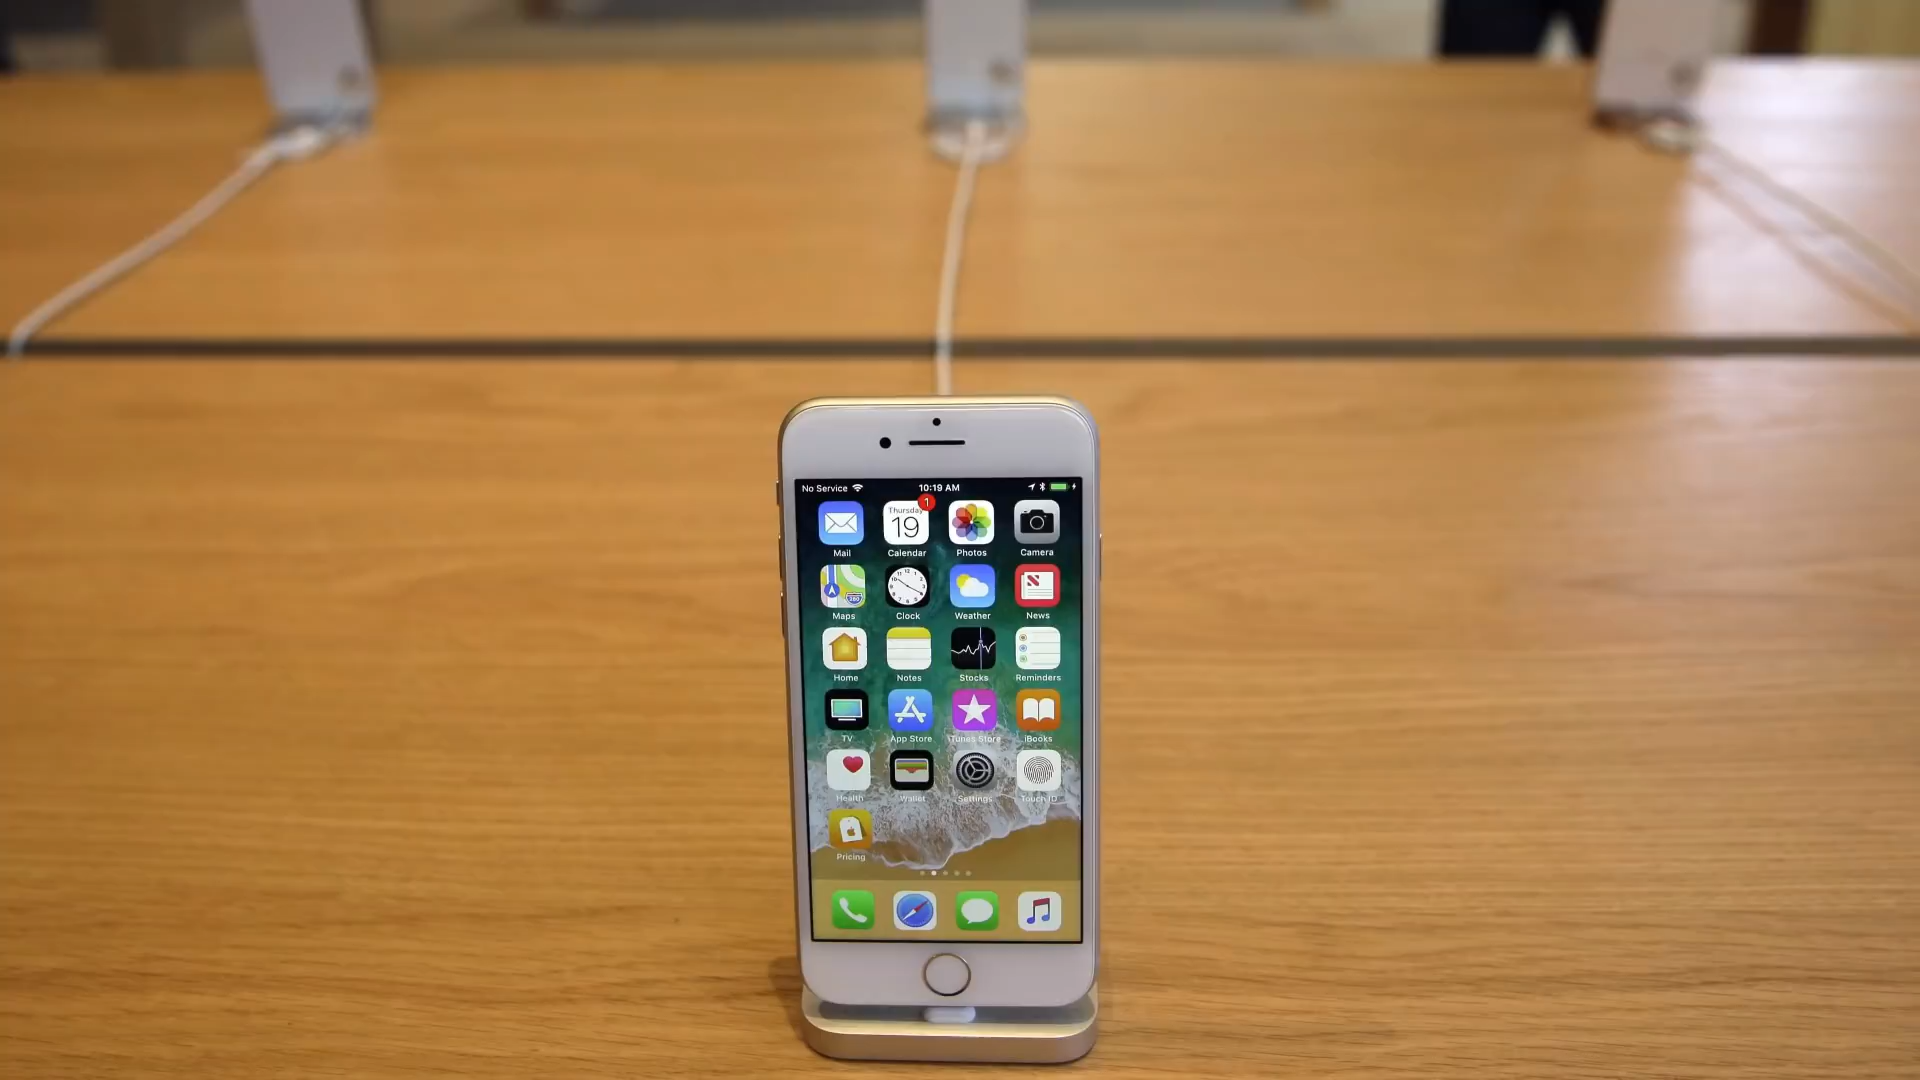 No Service 10:19 AM
1
Thursday
19
Mail Calendar Photos Camera
280
Maps Clock Weather News
Home Notes Stocks Reminders
TV App Store iTunes Store iBooks
Health Wallet Settings Touch ID
Pricing